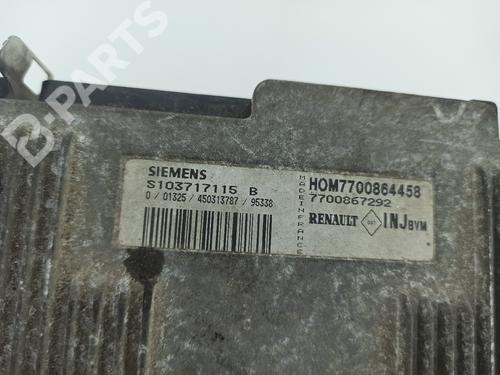 B-PARTS
SIEMENS
S103717115 B
0 / 01325 / 450313787 / 95338
MADE IN FRANCE
HOM7700864458
7700867292
RENAULT INJ BVM